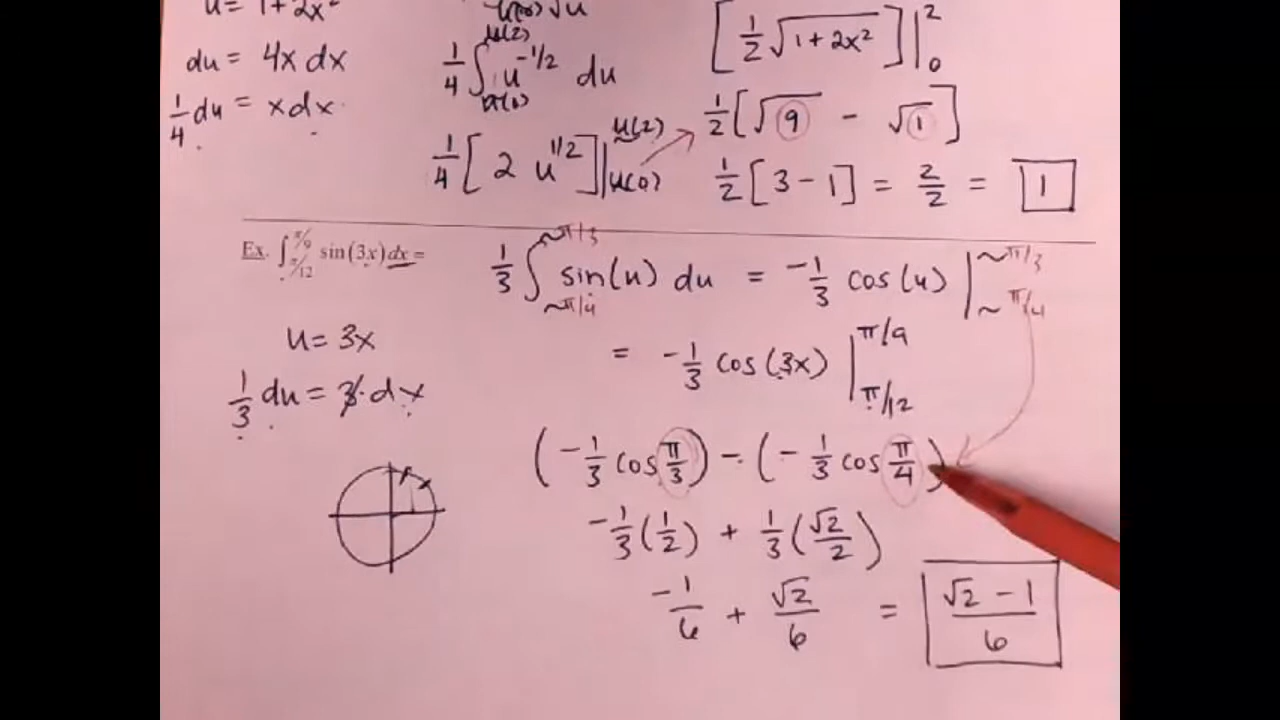 u = 1 + 2x²
du = 4x dx
1/4 du = x dx
√u
1/4 ∫_{u(0)}^{u(2)} u^{-1/2} du
1/4 [2 u^{1/2}] |_{u(0)}^{u(2)}
[1/2 √(1 + 2x²)] |_0^2
1/2 [√9 - √1]
1/2 [3 - 1] = 2/2 = 1
Ex. ∫_{π/12}^{π/9} sin(3x) dx =
1/3 ∫_{~π/4}^{~π/3} sin(u) du = -1/3 cos(u) |_{~π/4}^{~π/3}
u = 3x
1/3 du = 3·dx
= -1/3 cos(3x) |_{π/12}^{π/9}
(-1/3 cos π/3) - (-1/3 cos π/4)
-1/3 (1/2) + 1/3 (√2/2)
-1/6 + √2/6 = (√2 - 1)/6